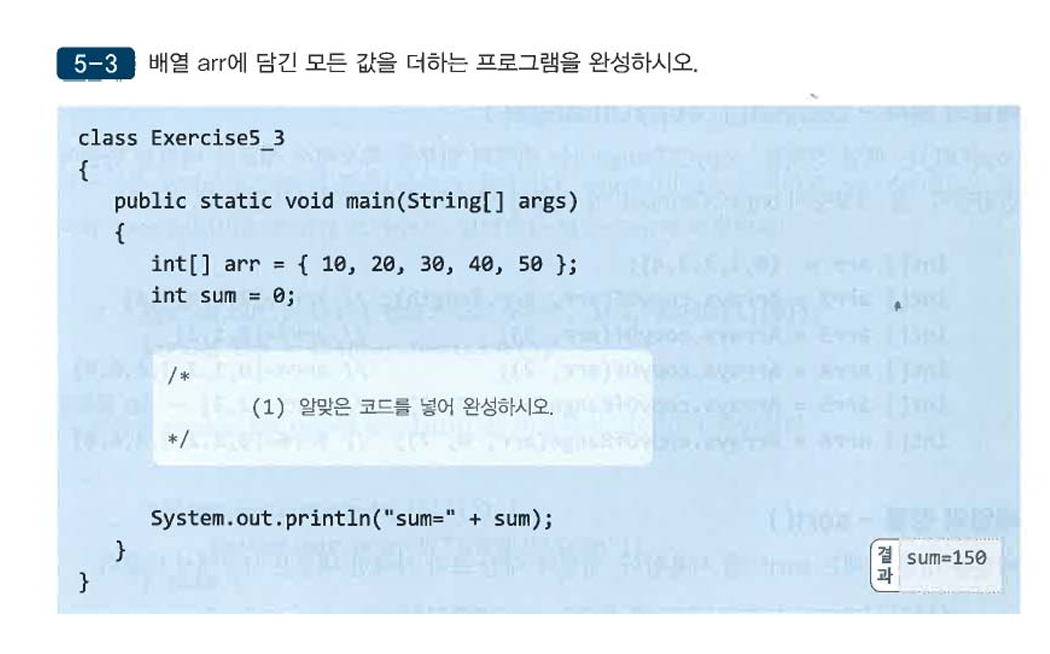 5-3 배열 arr에 담긴 모든 값을 더하는 프로그램을 완성하시오.
class Exercise5_3
{
public static void main(String[] args)
{
int[] arr = { 10, 20, 30, 40, 50 };
int sum = 0;
/*
(1) 알맞은 코드를 넣어 완성하시오.
*/
System.out.println("sum=" + sum);
}
}
결과 sum=150